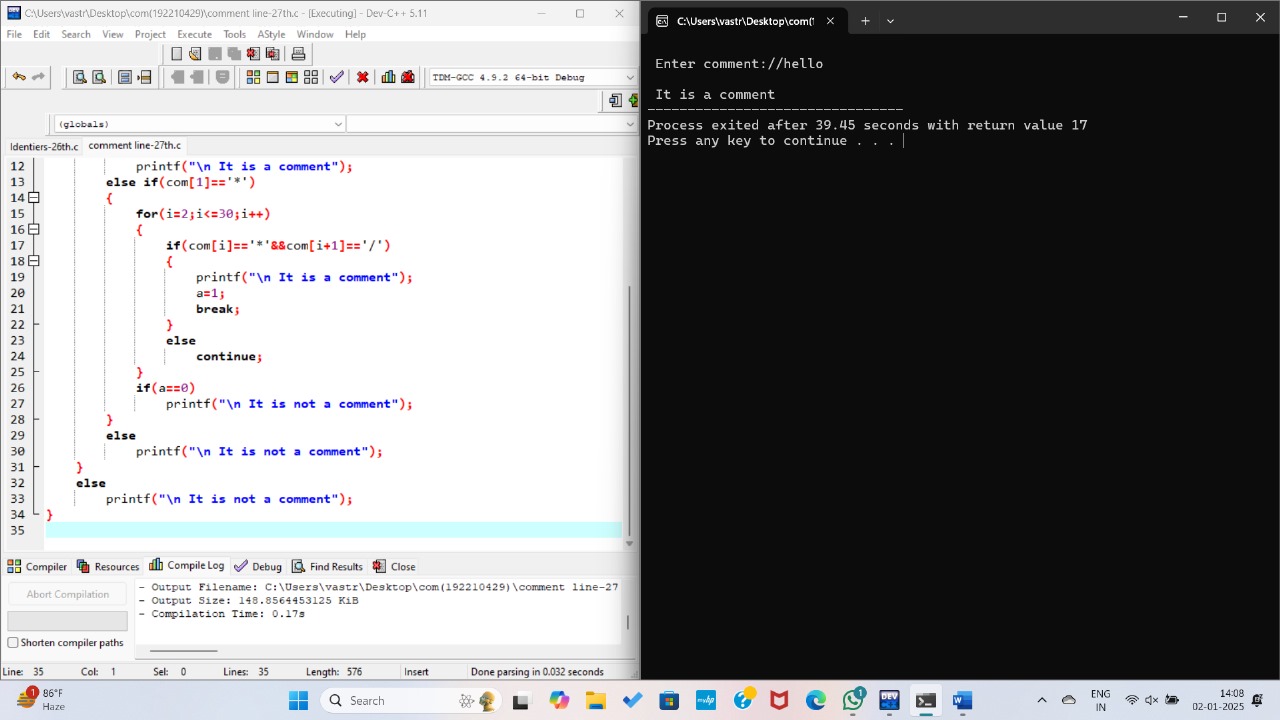 C:\Users\vastr\Desktop\com(192210429)\comment line-27th.c - [Executing] - Dev-C++ 5.11
File Edit Search View Project Execute Tools AStyle Window Help
TDM-GCC 4.9.2 64-bit Debug
(globals)
Identiers-26th.c comment line-27th.c
12 printf("\n It is a comment");
13 else if(com[1]=='*')
14 {
15 for(i=2;i<=30;i++)
16 {
17 if(com[i]=='*'&&com[i+1]=='/')
18 {
19 printf("\n It is a comment");
20 a=1;
21 break;
22 }
23 else
24 continue;
25 }
26 if(a==0)
27 printf("\n It is not a comment");
28 }
29 else
30 printf("\n It is not a comment");
31 }
32 else
33 printf("\n It is not a comment");
34 }
35
Compiler Resources Compile Log Debug Find Results Close
Abort Compilation
Shorten compiler paths
- Output Filename: C:\Users\vastr\Desktop\com(192210429)\comment line-27
- Output Size: 148.8564453125 KiB
- Compilation Time: 0.17s
Line: 35 Col: 1 Sel: 0 Lines: 35 Length: 576 Insert Done parsing in 0.032 seconds
C:\Users\vastr\Desktop\com(1
Enter comment://hello
It is a comment
--------------------------------
Process exited after 39.45 seconds with return value 17
Press any key to continue . . .
1
86°F
Haze
Search
DEV
1
ENG
IN
14:08
02-01-2025